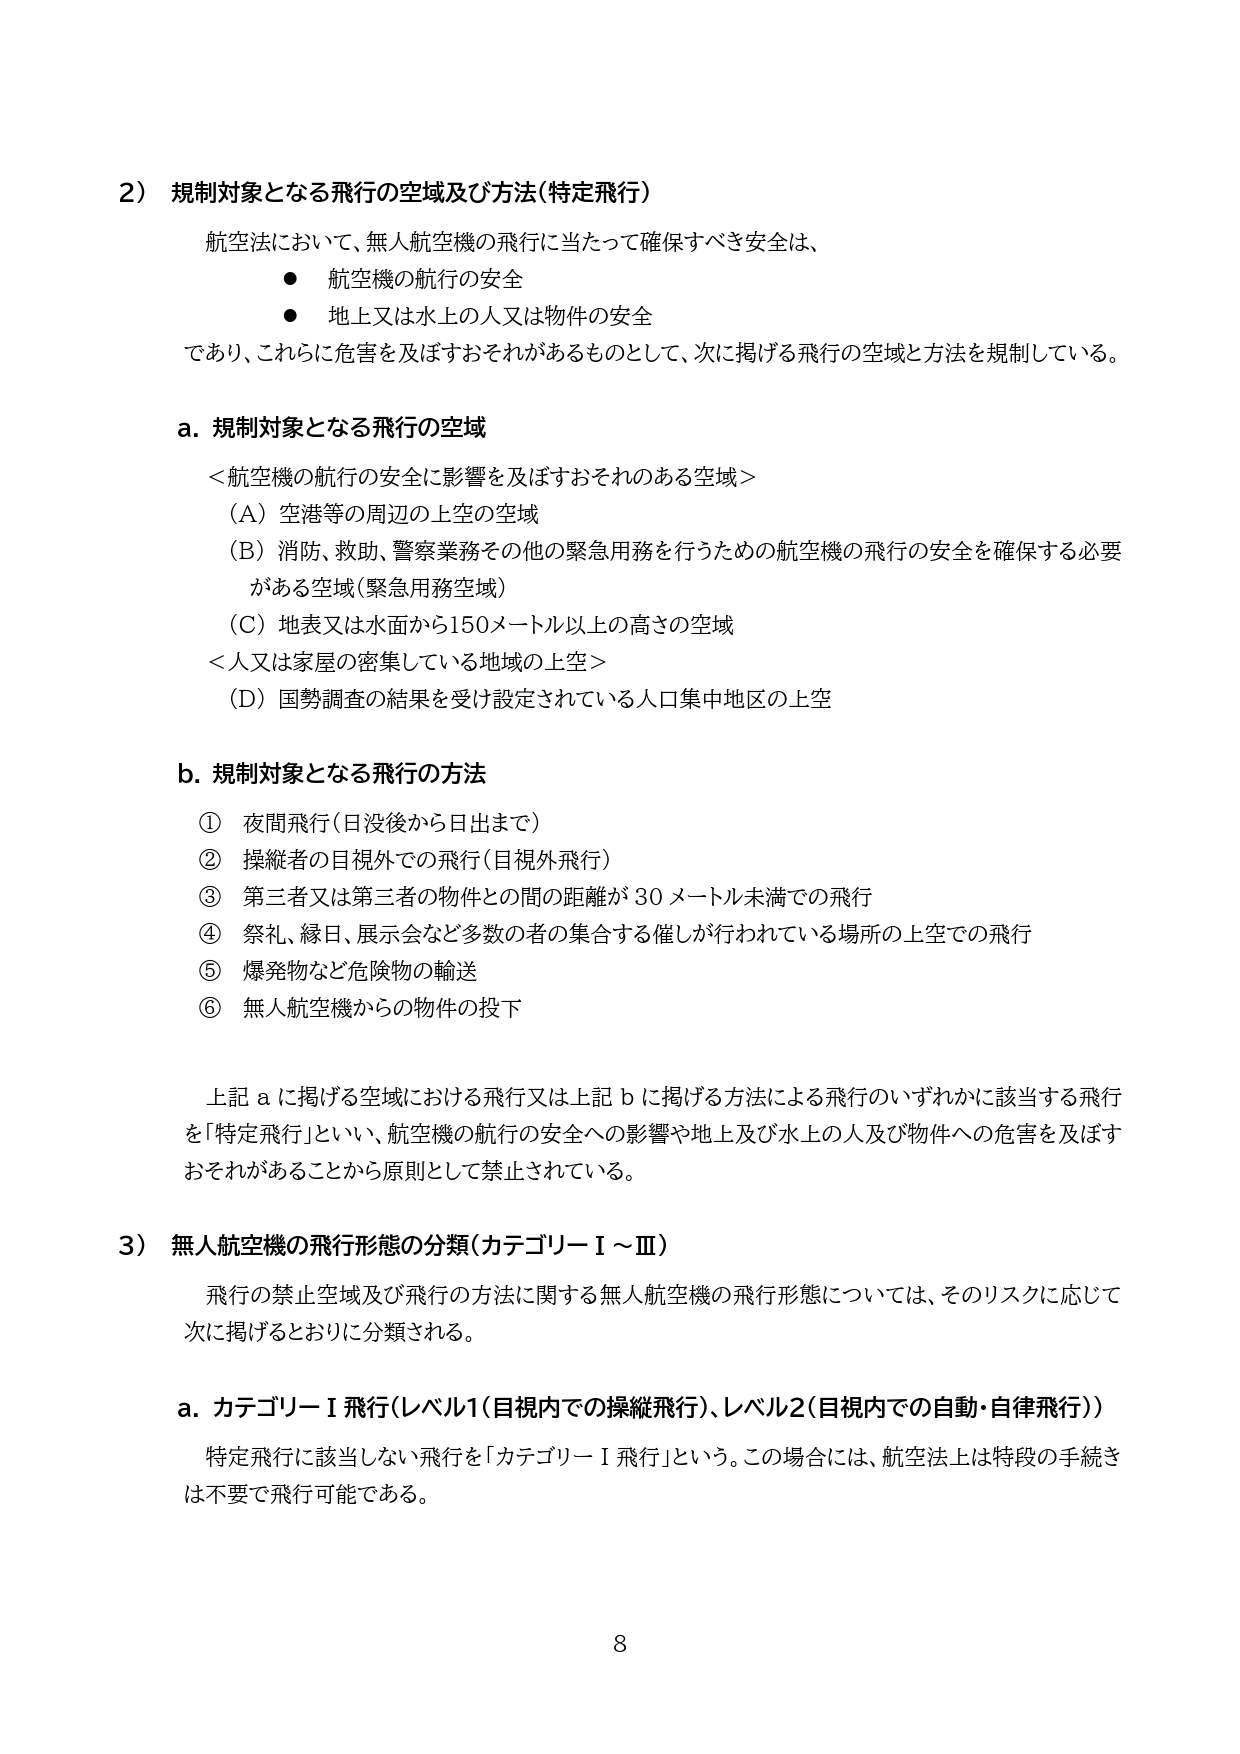 2） 規制対象となる飛行の空域及び方法（特定飛行）
航空法において、無人航空機の飛行に当たって確保すべき安全は、
● 航空機の航行の安全
● 地上又は水上の人又は物件の安全
であり、これらに危害を及ぼすおそれがあるものとして、次に掲げる飛行の空域と方法を規制している。
a. 規制対象となる飛行の空域
＜航空機の航行の安全に影響を及ぼすおそれのある空域＞
（A） 空港等の周辺の上空の空域
（B） 消防、救助、警察業務その他の緊急用務を行うための航空機の飛行の安全を確保する必要
がある空域（緊急用務空域）
（C） 地表又は水面から150メートル以上の高さの空域
＜人又は家屋の密集している地域の上空＞
（D） 国勢調査の結果を受け設定されている人口集中地区の上空
b. 規制対象となる飛行の方法
① 夜間飛行（日没後から日出まで）
② 操縦者の目視外での飛行（目視外飛行）
③ 第三者又は第三者の物件との間の距離が 30 メートル未満での飛行
④ 祭礼、縁日、展示会など多数の者の集合する催しが行われている場所の上空での飛行
⑤ 爆発物など危険物の輸送
⑥ 無人航空機からの物件の投下
上記 a に掲げる空域における飛行又は上記 b に掲げる方法による飛行のいずれかに該当する飛行
を「特定飛行」といい、航空機の航行の安全への影響や地上及び水上の人及び物件への危害を及ぼす
おそれがあることから原則として禁止されている。
3） 無人航空機の飛行形態の分類（カテゴリーⅠ～Ⅲ）
飛行の禁止空域及び飛行の方法に関する無人航空機の飛行形態については、そのリスクに応じて
次に掲げるとおりに分類される。
a. カテゴリーⅠ飛行（レベル1（目視内での操縦飛行）、レベル2（目視内での自動・自律飛行））
特定飛行に該当しない飛行を「カテゴリーⅠ飛行」という。この場合には、航空法上は特段の手続き
は不要で飛行可能である。
8